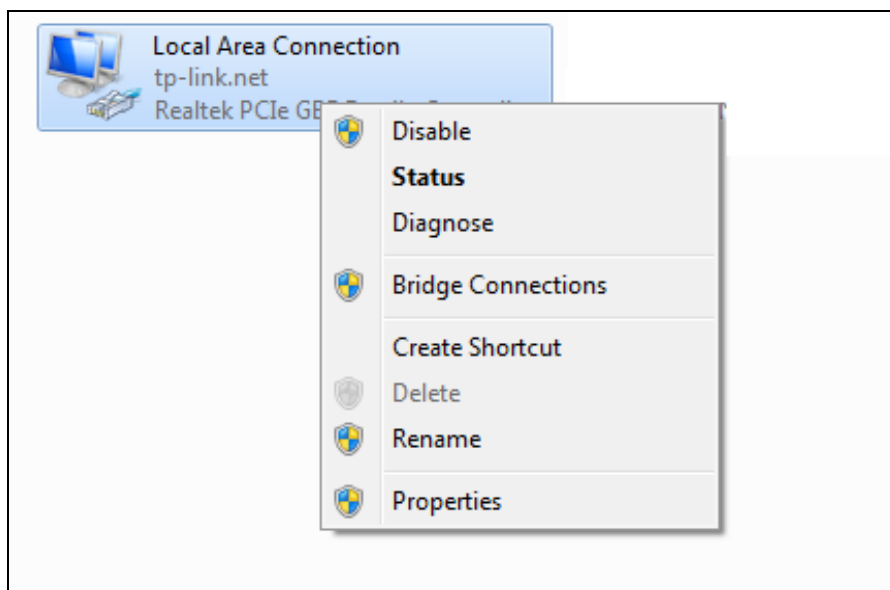 Local Area Connection
tp-link.net
Realtek PCIe
Disable
Status
Diagnose
Bridge Connections
Create Shortcut
Delete
Rename
Properties